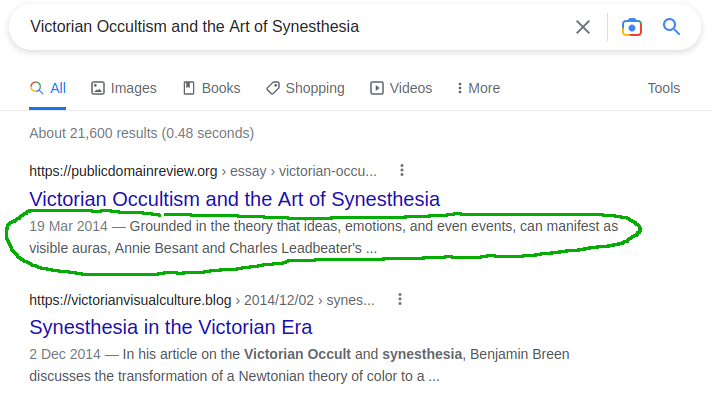 Victorian Occultism and the Art of Synesthesia
All Images Books Shopping Videos More Tools
About 21,600 results (0.48 seconds)
https://publicdomainreview.org › essay › victorian-occu...
Victorian Occultism and the Art of Synesthesia
19 Mar 2014 — Grounded in the theory that ideas, emotions, and even events, can manifest as
visible auras, Annie Besant and Charles Leadbeater's ...
https://victorianvisualculture.blog › 2014/12/02 › synes...
Synesthesia in the Victorian Era
2 Dec 2014 — In his article on the Victorian Occult and synesthesia, Benjamin Breen
discusses the transformation of a Newtonian theory of color to a ...